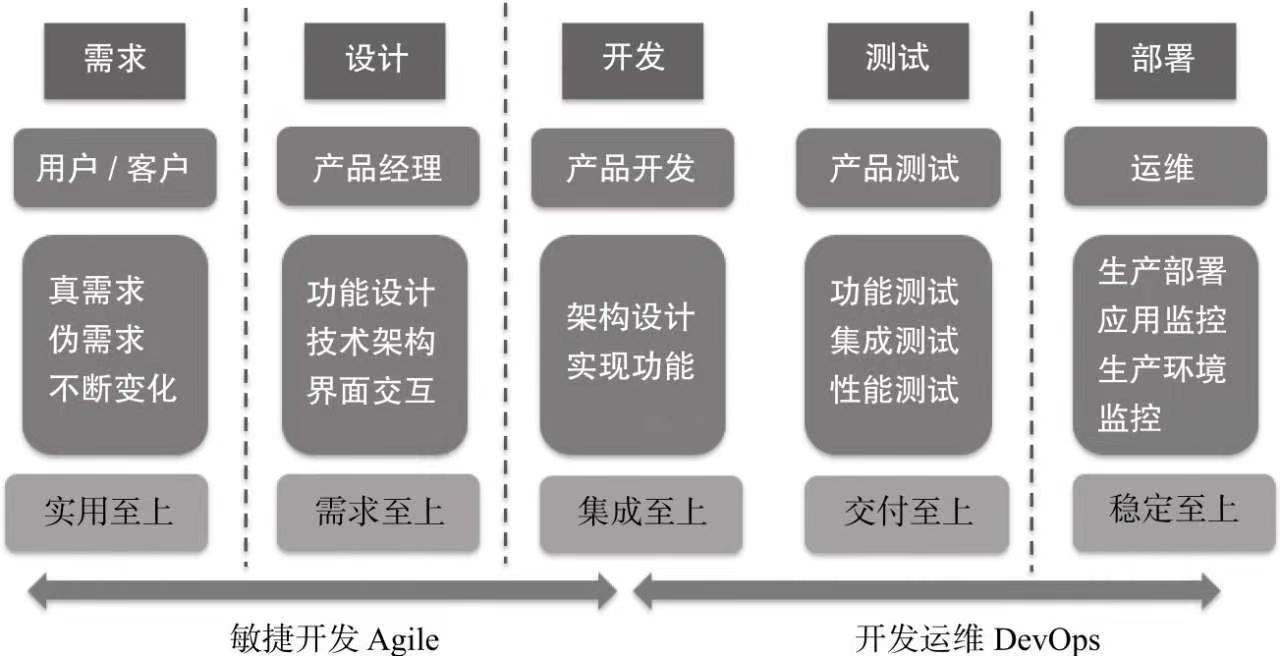 需求
设计
开发
测试
部署
用户 / 客户
产品经理
产品开发
产品测试
运维
真需求
伪需求
不断变化
功能设计
技术架构
界面交互
架构设计
实现功能
功能测试
集成测试
性能测试
生产部署
应用监控
生产环境
监控
实用至上
需求至上
集成至上
交付至上
稳定至上
敏捷开发 Agile
开发运维 DevOps